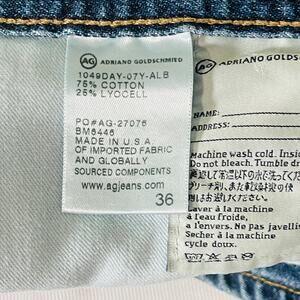 AG ADRIANO GOLDSCHMIED
1049DAY-07Y-ALB
75% COTTON
25% LYOCELL
PO#AG-27076
BM6446
MADE IN U.S.A.
OF IMPORTED FABRIC
AND GLOBALLY
SOURCED COMPONENTS
www.agjeans.com
36
AG ADRIANO GOLDS
NAME:
ADDRESS:
Machine wash cold. Insid
Do not bleach. Tumble dr
Laver à la machine
à l'eau froide,
à l'envers. Ne pas javellis
Secher à la machine
cycle doux.